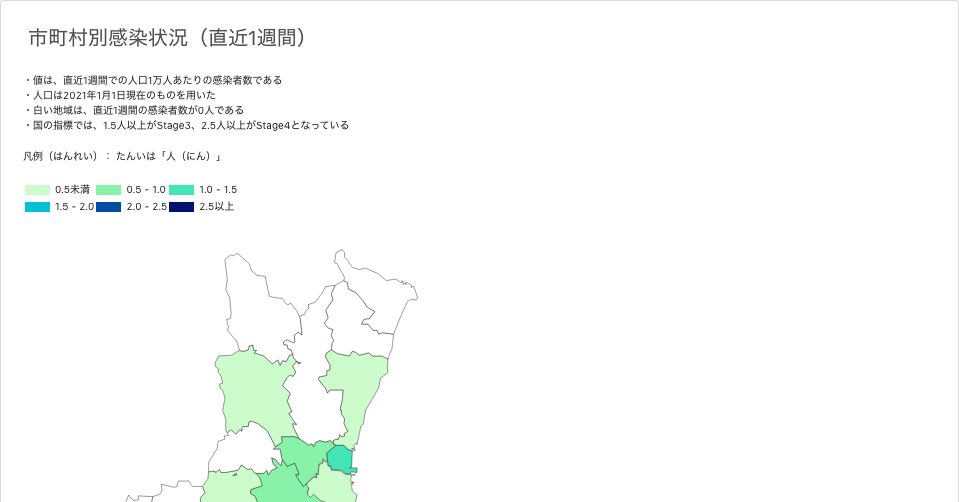 市町村別感染状況（直近1週間）
・値は、直近1週間での人口1万人あたりの感染者数である
・人口は2021年1月1日現在のものを用いた
・白い地域は、直近1週間の感染者数が0人である
・国の指標では、1.5人以上がStage3、2.5人以上がStage4となっている
凡例（はんれい）： たんいは「人（にん）」
0.5未満 0.5 - 1.0 1.0 - 1.5
1.5 - 2.0 2.0 - 2.5 2.5以上